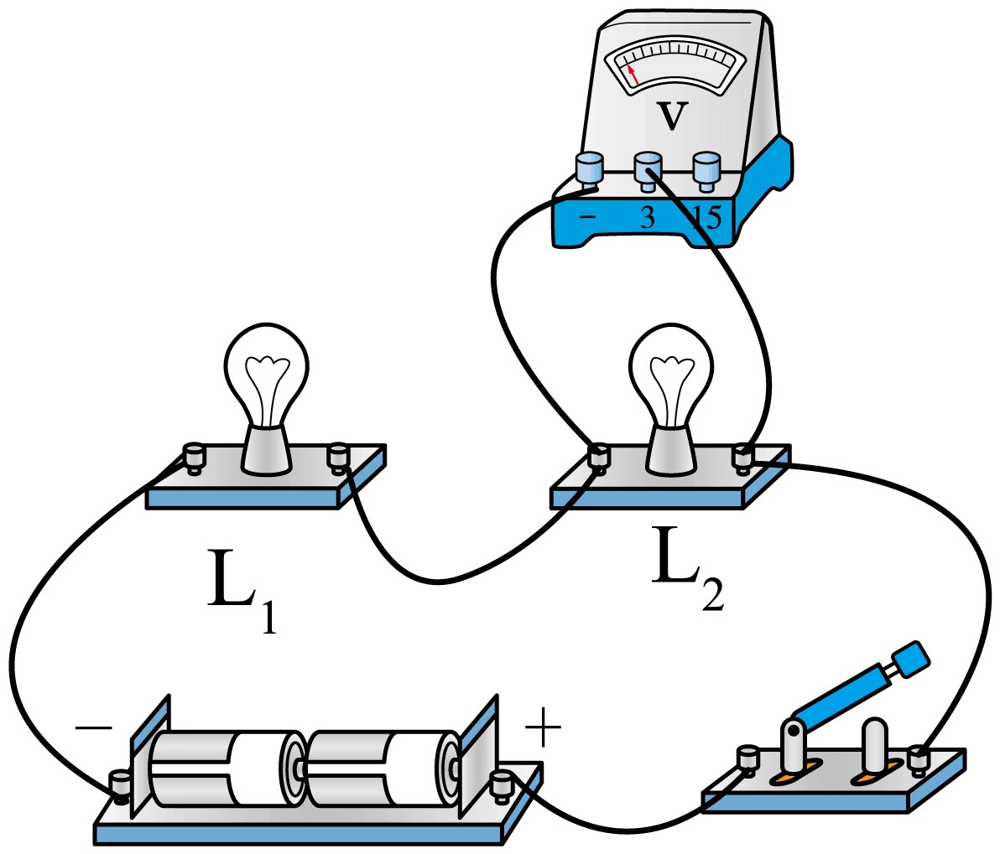 V
− 3 15
L₁
L₂
− +